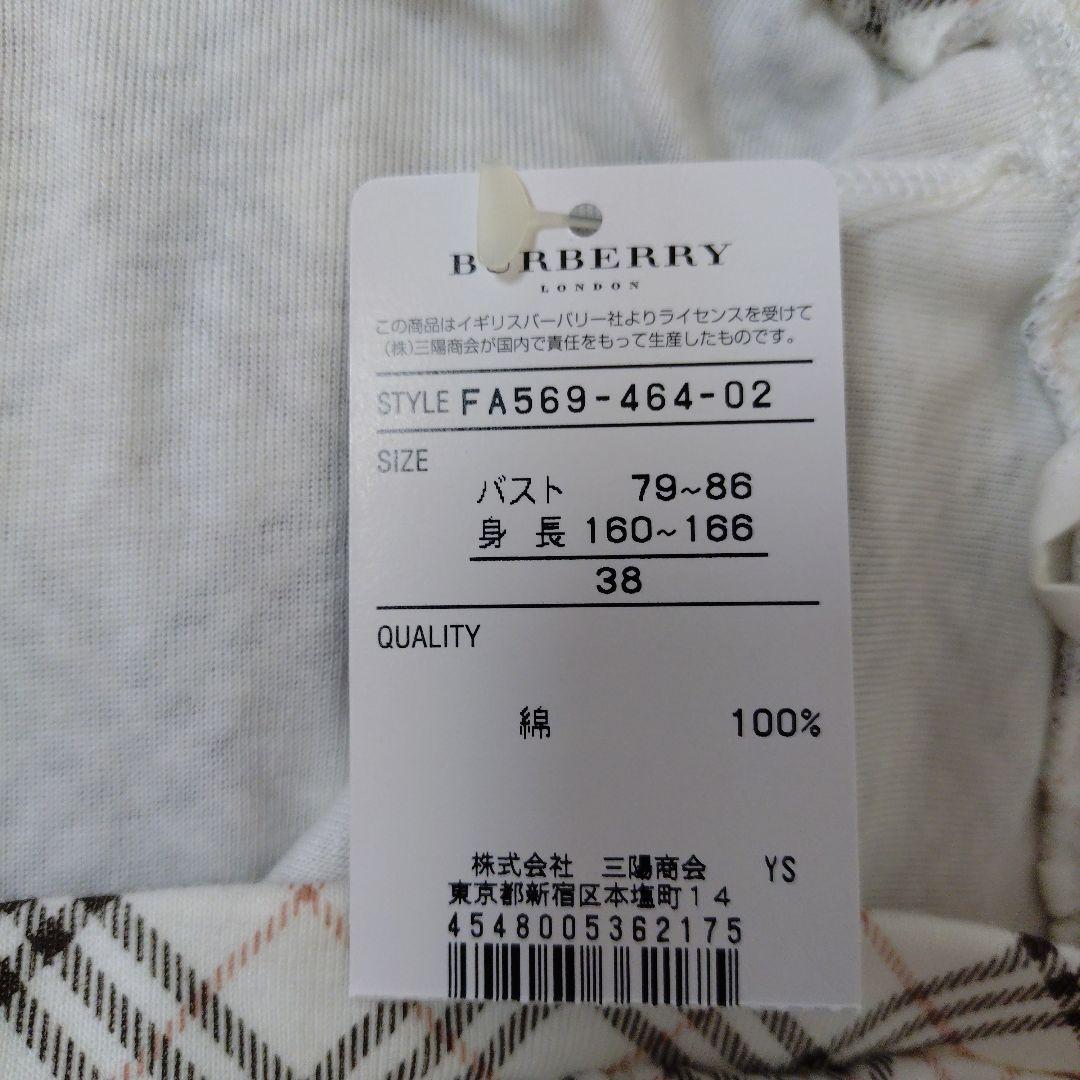 BURBERRY
LONDON
この商品はイギリスバーバリー社よりライセンスを受けて
(株)三陽商会が国内で責任をもって生産したものです。
STYLE FA569-464-02
SIZE
バスト 79~86
身長 160~166
38
QUALITY
綿 100%
株式会社 三陽商会 YS
東京都新宿区本塩町14
4548005362175